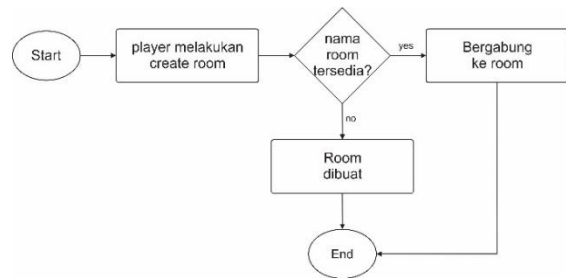 Start
player melakukan
create room
nama
room
tersedia?
yes
Bergabung
ke room
no
Room
dibuat
End